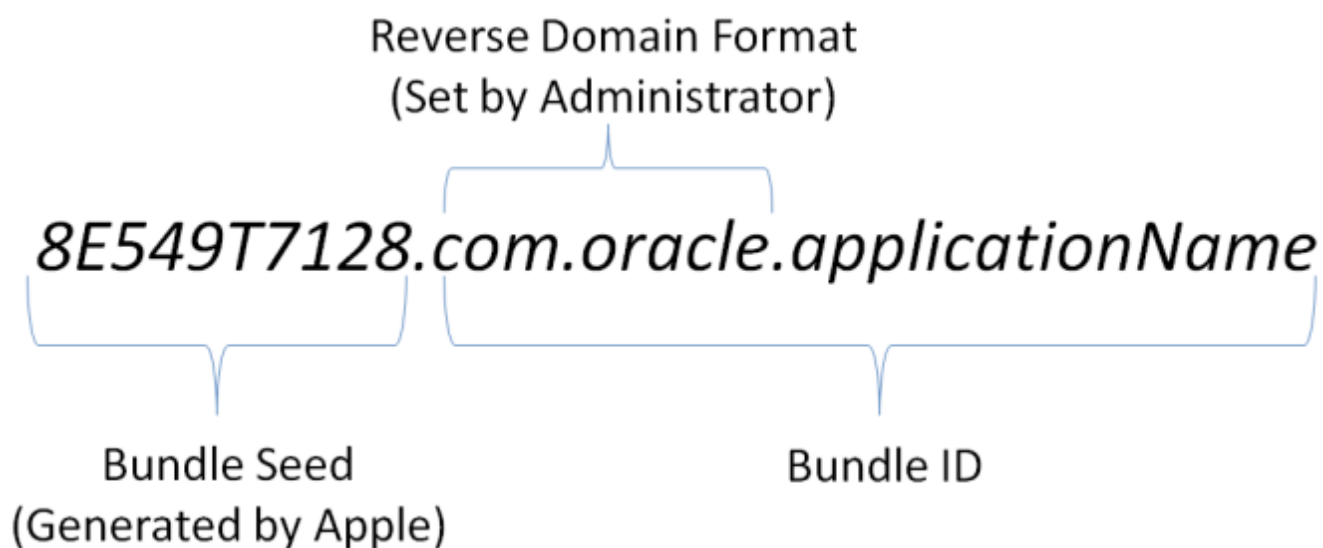 Reverse Domain Format
(Set by Administrator)
8E549T7128.com.oracle.applicationName
Bundle Seed
(Generated by Apple)
Bundle ID